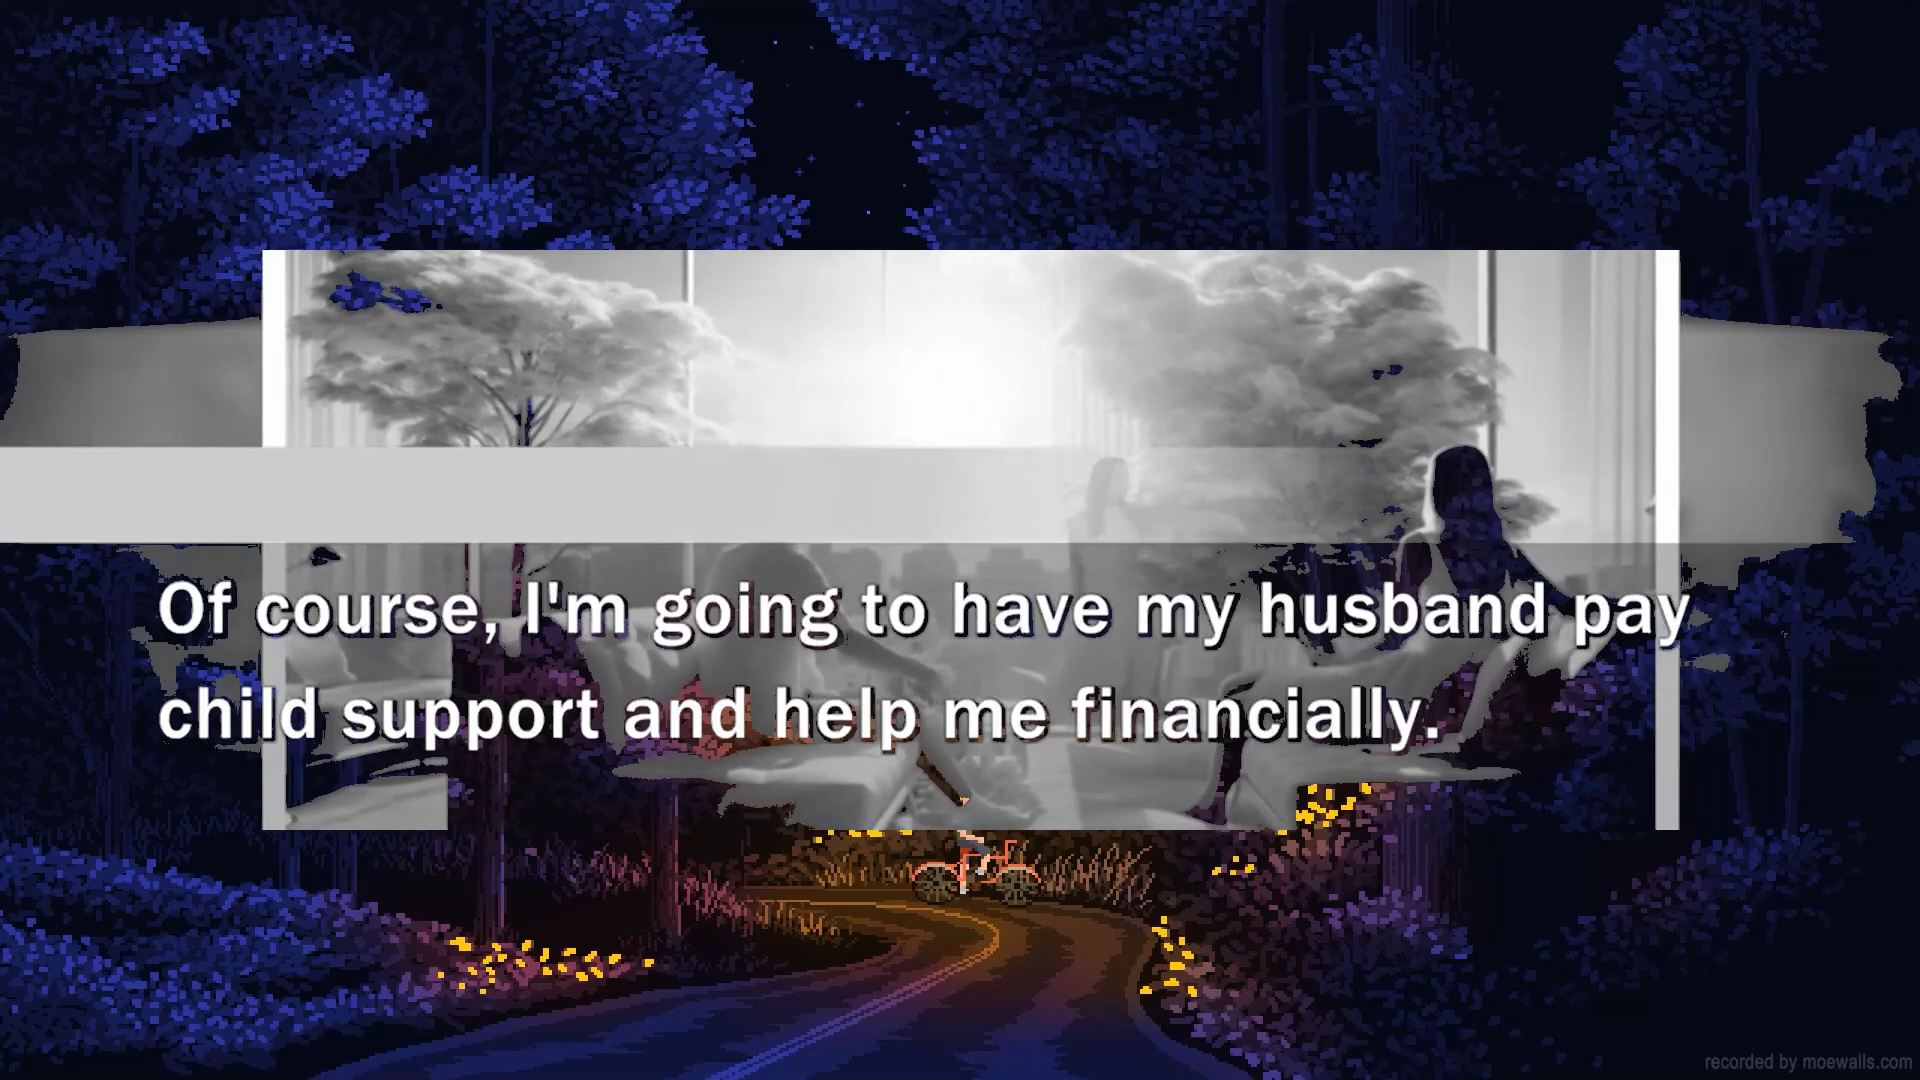 Of course, I'm going to have my husband pay
child support and help me financially.
recorded by moewalls.com